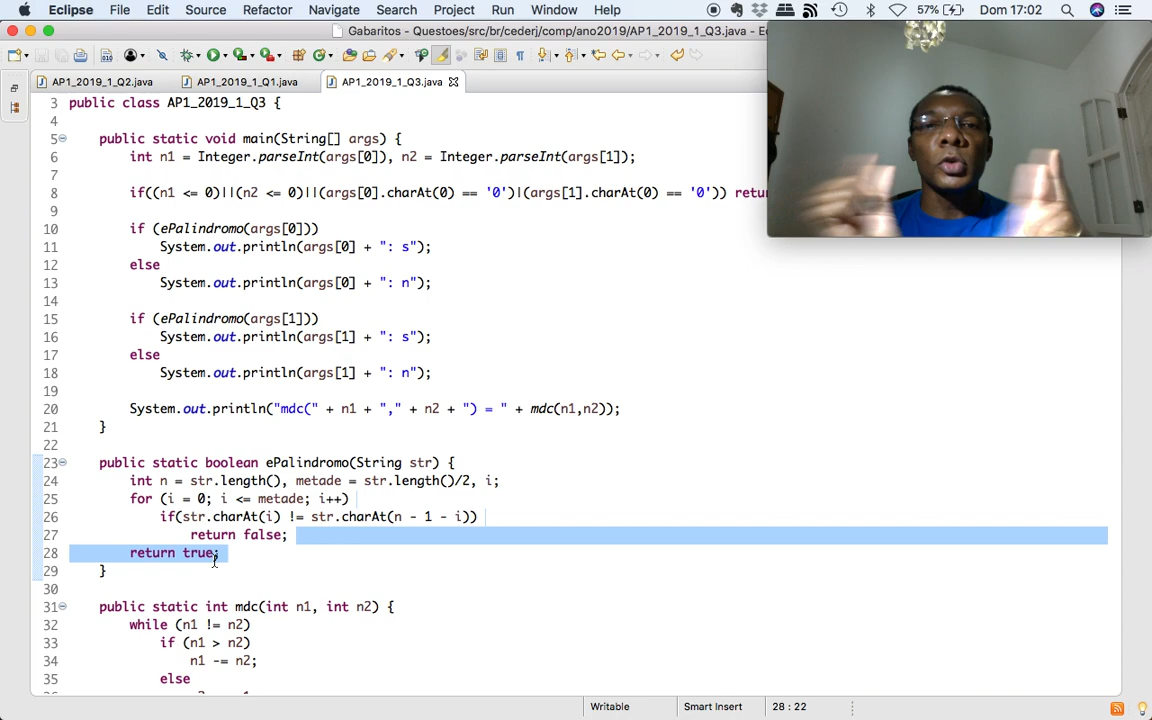 Eclipse File Edit Source Refactor Navigate Search Project Run Window Help 57% Dom 17:02
Gabaritos - Questoes/src/br/cederj/comp/ano2019/AP1_2019_1_Q3.java - Ec
AP1_2019_1_Q2.java AP1_2019_1_Q1.java AP1_2019_1_Q3.java
3 public class AP1_2019_1_Q3 {
4
5 public static void main(String[] args) {
6 int n1 = Integer.parseInt(args[0]), n2 = Integer.parseInt(args[1]);
7
8 if((n1 <= 0)||(n2 <= 0)||(args[0].charAt(0) == '0')|(args[1].charAt(0) == '0')) retu
9
10 if (ePalindromo(args[0]))
11 System.out.println(args[0] + ": s");
12 else
13 System.out.println(args[0] + ": n");
14
15 if (ePalindromo(args[1]))
16 System.out.println(args[1] + ": s");
17 else
18 System.out.println(args[1] + ": n");
19
20 System.out.println("mdc(" + n1 + "," + n2 + ") = " + mdc(n1,n2));
21 }
22
23 public static boolean ePalindromo(String str) {
24 int n = str.length(), metade = str.length()/2, i;
25 for (i = 0; i <= metade; i++)
26 if(str.charAt(i) != str.charAt(n - 1 - i))
27 return false;
28 return true;
29 }
30
31 public static int mdc(int n1, int n2) {
32 while (n1 != n2)
33 if (n1 > n2)
34 n1 -= n2;
35 else
Writable Smart Insert 28 : 22